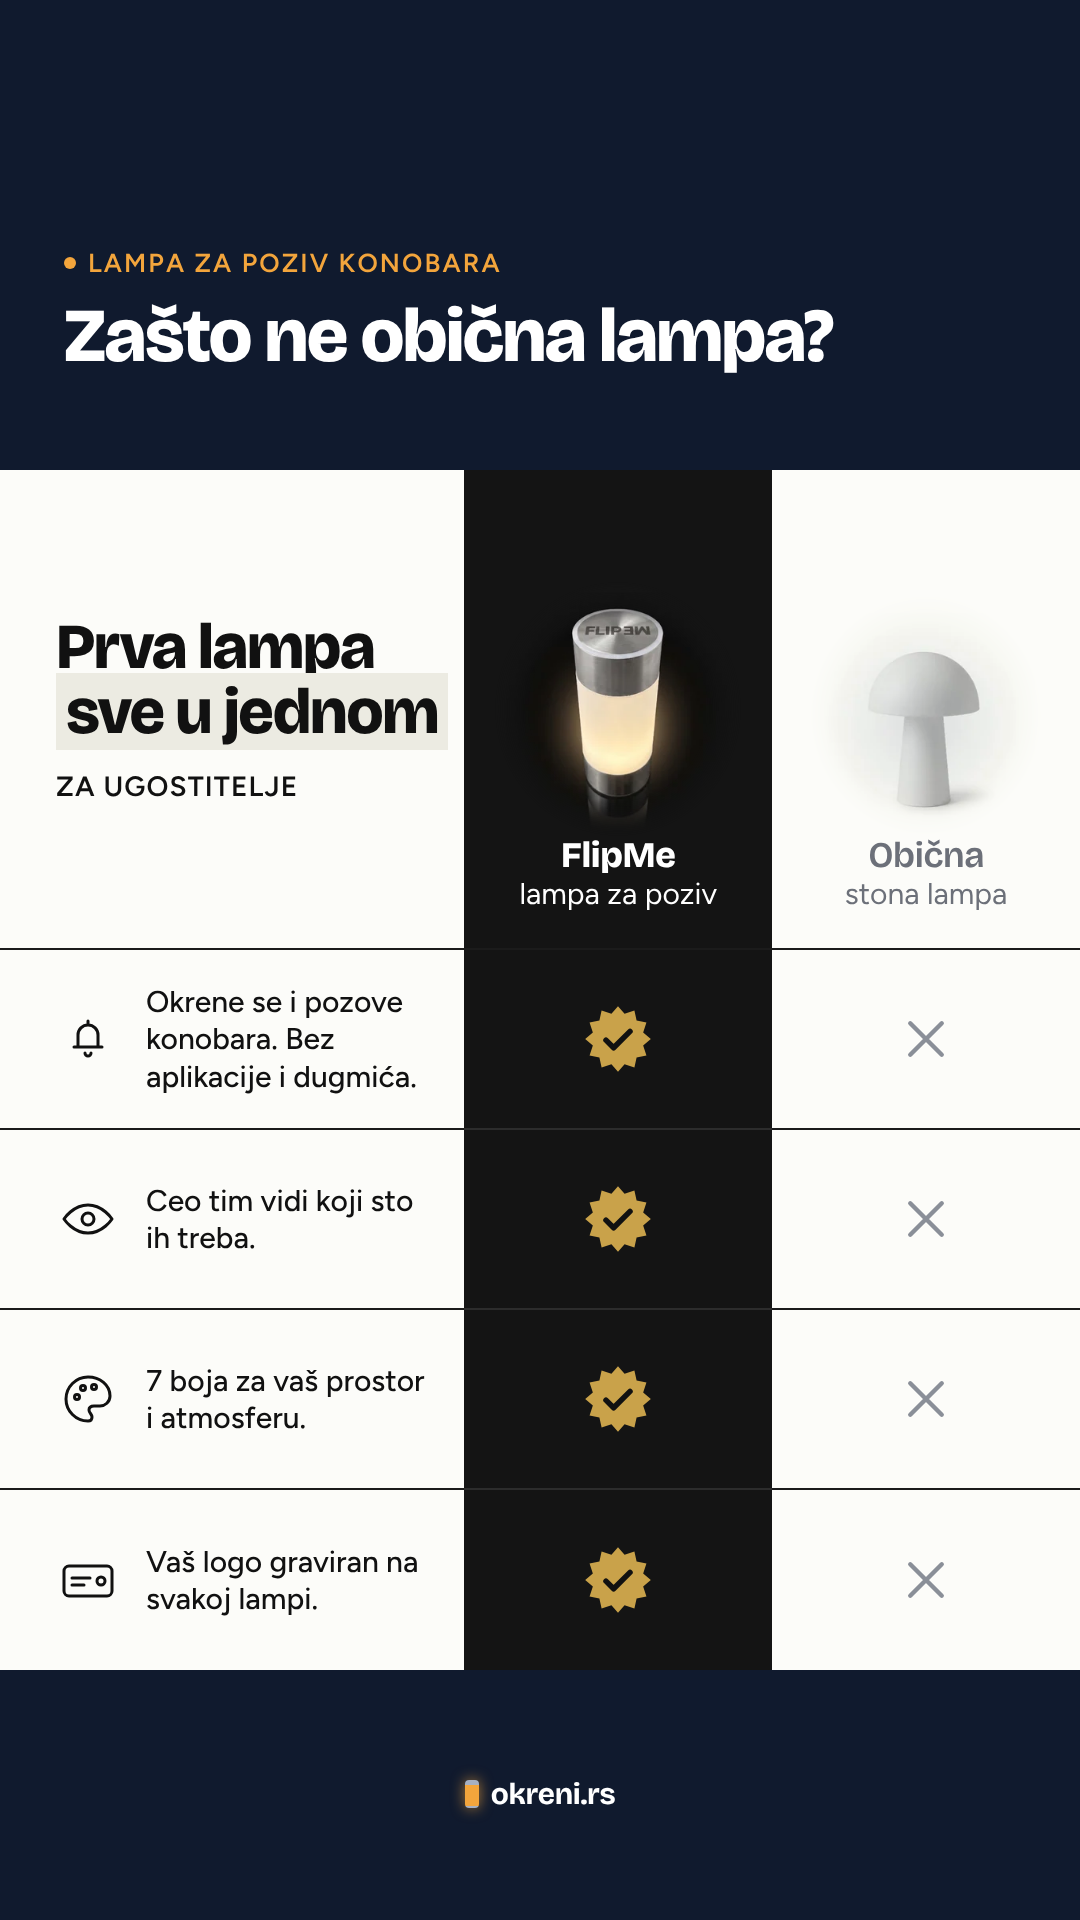 LAMPA ZA POZIV KONOBARA
Zašto ne obična lampa?
Prva lampa
sve u jednom
ZA UGOSTITELJE
FLIPME
FlipMe
lampa za poziv
Obična
stona lampa
Okrene se i pozove
konobara. Bez
aplikacije i dugmića.
Ceo tim vidi koji sto
ih treba.
7 boja za vaš prostor
i atmosferu.
Vaš logo graviran na
svakoj lampi.
okreni.rs